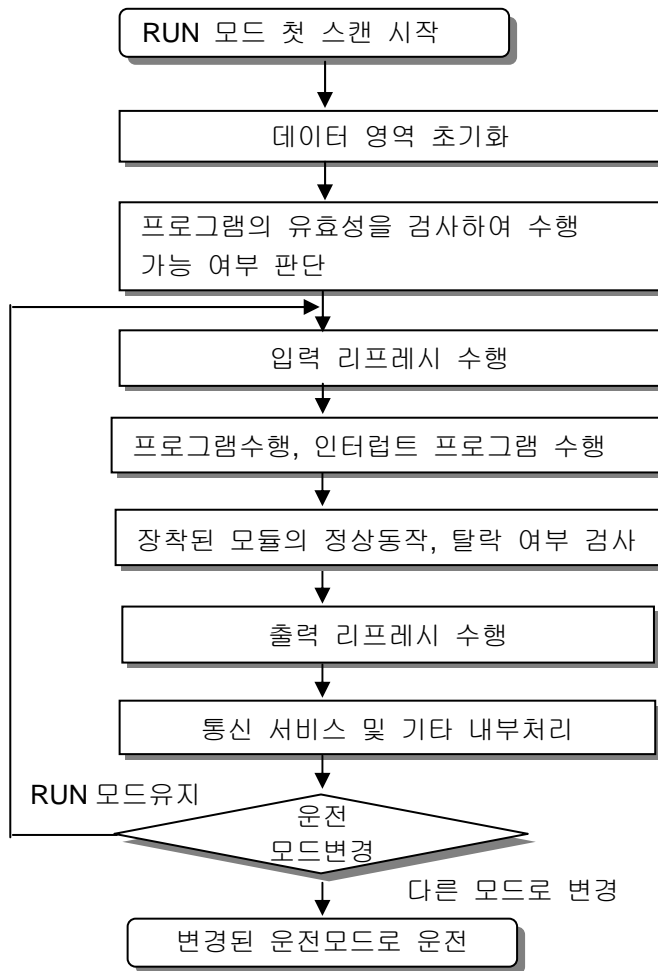 RUN 모드 첫 스캔 시작
데이터 영역 초기화
프로그램의 유효성을 검사하여 수행
가능 여부 판단
입력 리프레시 수행
프로그램수행, 인터럽트 프로그램 수행
장착된 모듈의 정상동작, 탈락 여부 검사
출력 리프레시 수행
통신 서비스 및 기타 내부처리
RUN 모드유지
운전
모드변경
다른 모드로 변경
변경된 운전모드로 운전